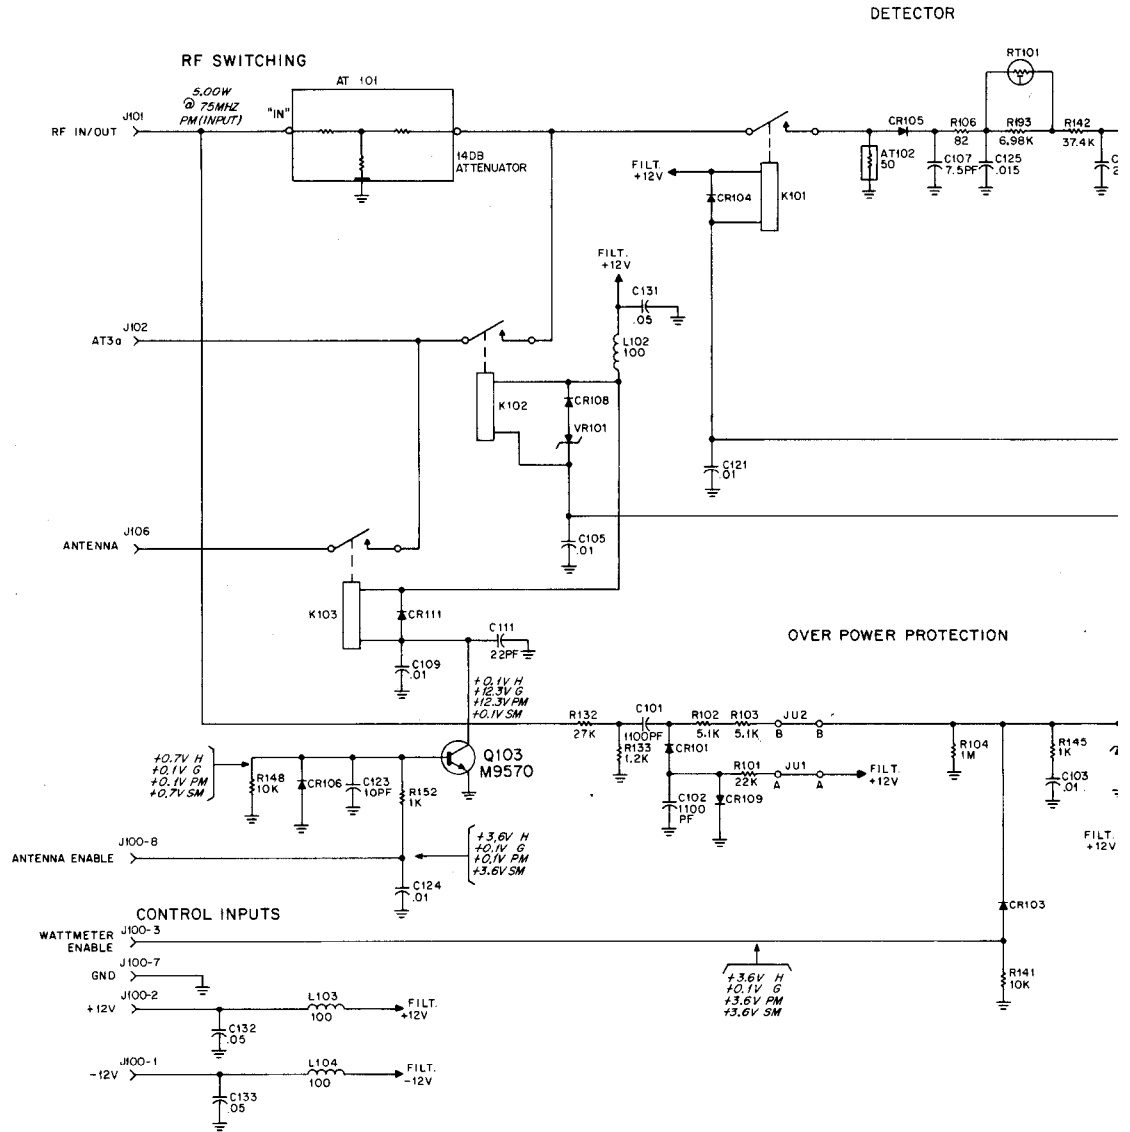 DETECTOR
RF SWITCHING
RT101
AT 101
5.00W
@ 75MHZ
PM(INPUT)
"IN"
J101
RF IN/OUT
14DB
ATTENUATOR
CR105
R106
82
R193
6.98K
R142
37.4K
AT102
50
C107
7.5PF
C125
.015
C
2
FILT.
+12V
CR104
K101
FILT.
+12V
C131
.05
J102
AT3a
L102
100
K102
CR108
VR101
C121
.01
J106
ANTENNA
C105
.01
K103
CR111
C111
22PF
C109
.01
OVER POWER PROTECTION
+0.1V H
+12.3V G
+12.3V PM
+0.1V SM
R132
27K
C101
1100PF
R102
5.1K
R103
5.1K
JU2
B B
R133
1.2K
CR101
R104
1M
R145
1K
+0.7V H
+0.1V G
+0.1V PM
+0.7V SM
Q103
M9570
R148
10K
CR106
C123
10PF
R152
1K
R101
22K
JU1
A A
FILT.
+12V
C103
.01
C102
1100
PF
CR109
J100-8
ANTENNA ENABLE
+3.6V H
+0.1V G
+0.1V PM
+3.6V SM
FILT.
+12V
C124
.01
CR103
CONTROL INPUTS
WATTMETER
ENABLE
J100-3
J100-7
GND
+3.6V H
+0.1V G
+3.6V PM
+3.6V SM
R141
10K
J100-2
+12V
L103
100
FILT.
+12V
C132
.05
J100-1
-12V
L104
100
FILT.
-12V
C133
.05